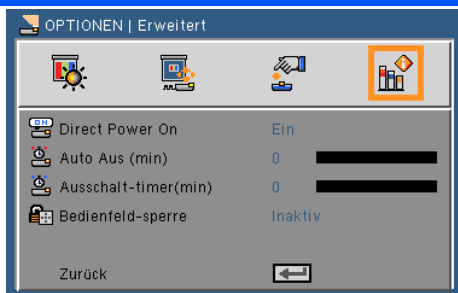 OPTIONEN | Erweitert
Direct Power On Ein
Auto Aus (min) 0
Ausschalt-timer(min) 0
Bedienfeld-sperre Inaktiv
Zurück